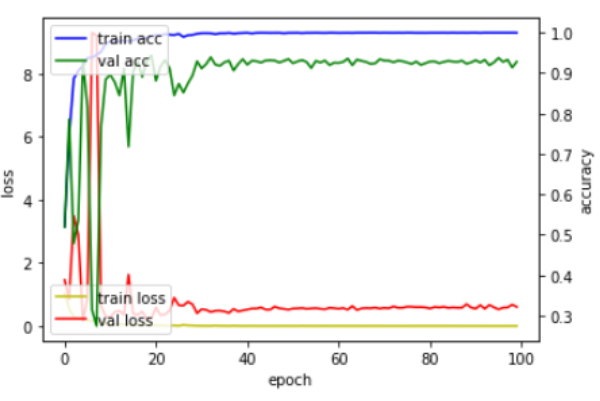 train acc
val acc
train loss
val loss
8
6
4
2
0
loss
1.0
0.9
0.8
0.7
0.6
0.5
0.4
0.3
accuracy
0 20 40 60 80 100
epoch